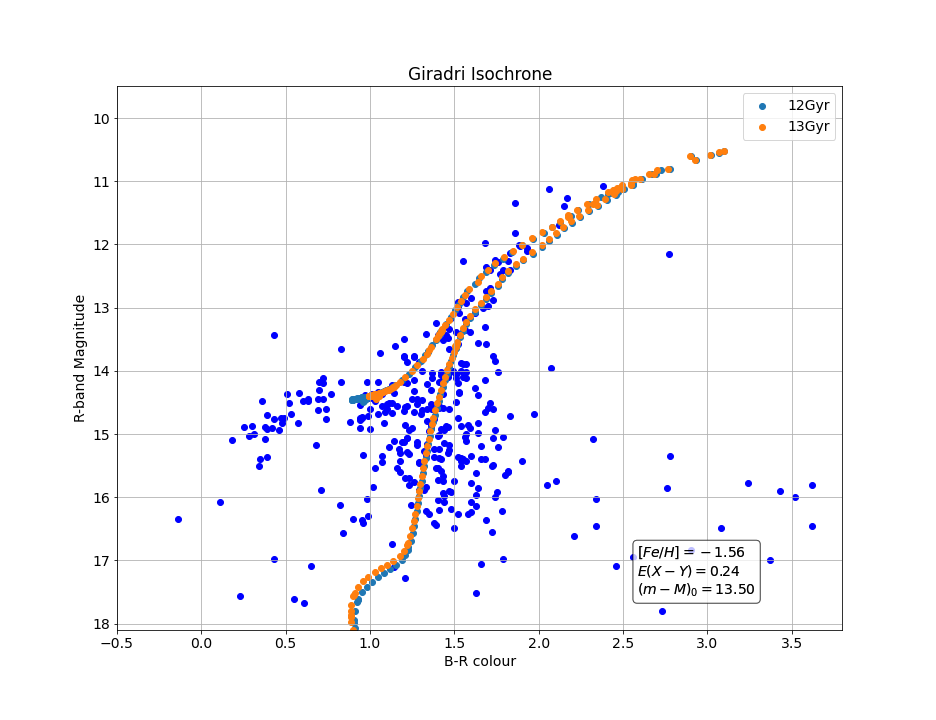 Giradri Isochrone
12Gyr
13Gyr
R-band Magnitude
10
11
12
13
14
15
16
17
18
[Fe/H] = −1.56
E(X − Y) = 0.24
(m − M)₀ = 13.50
−0.5 0.0 0.5 1.0 1.5 2.0 2.5 3.0 3.5
B-R colour